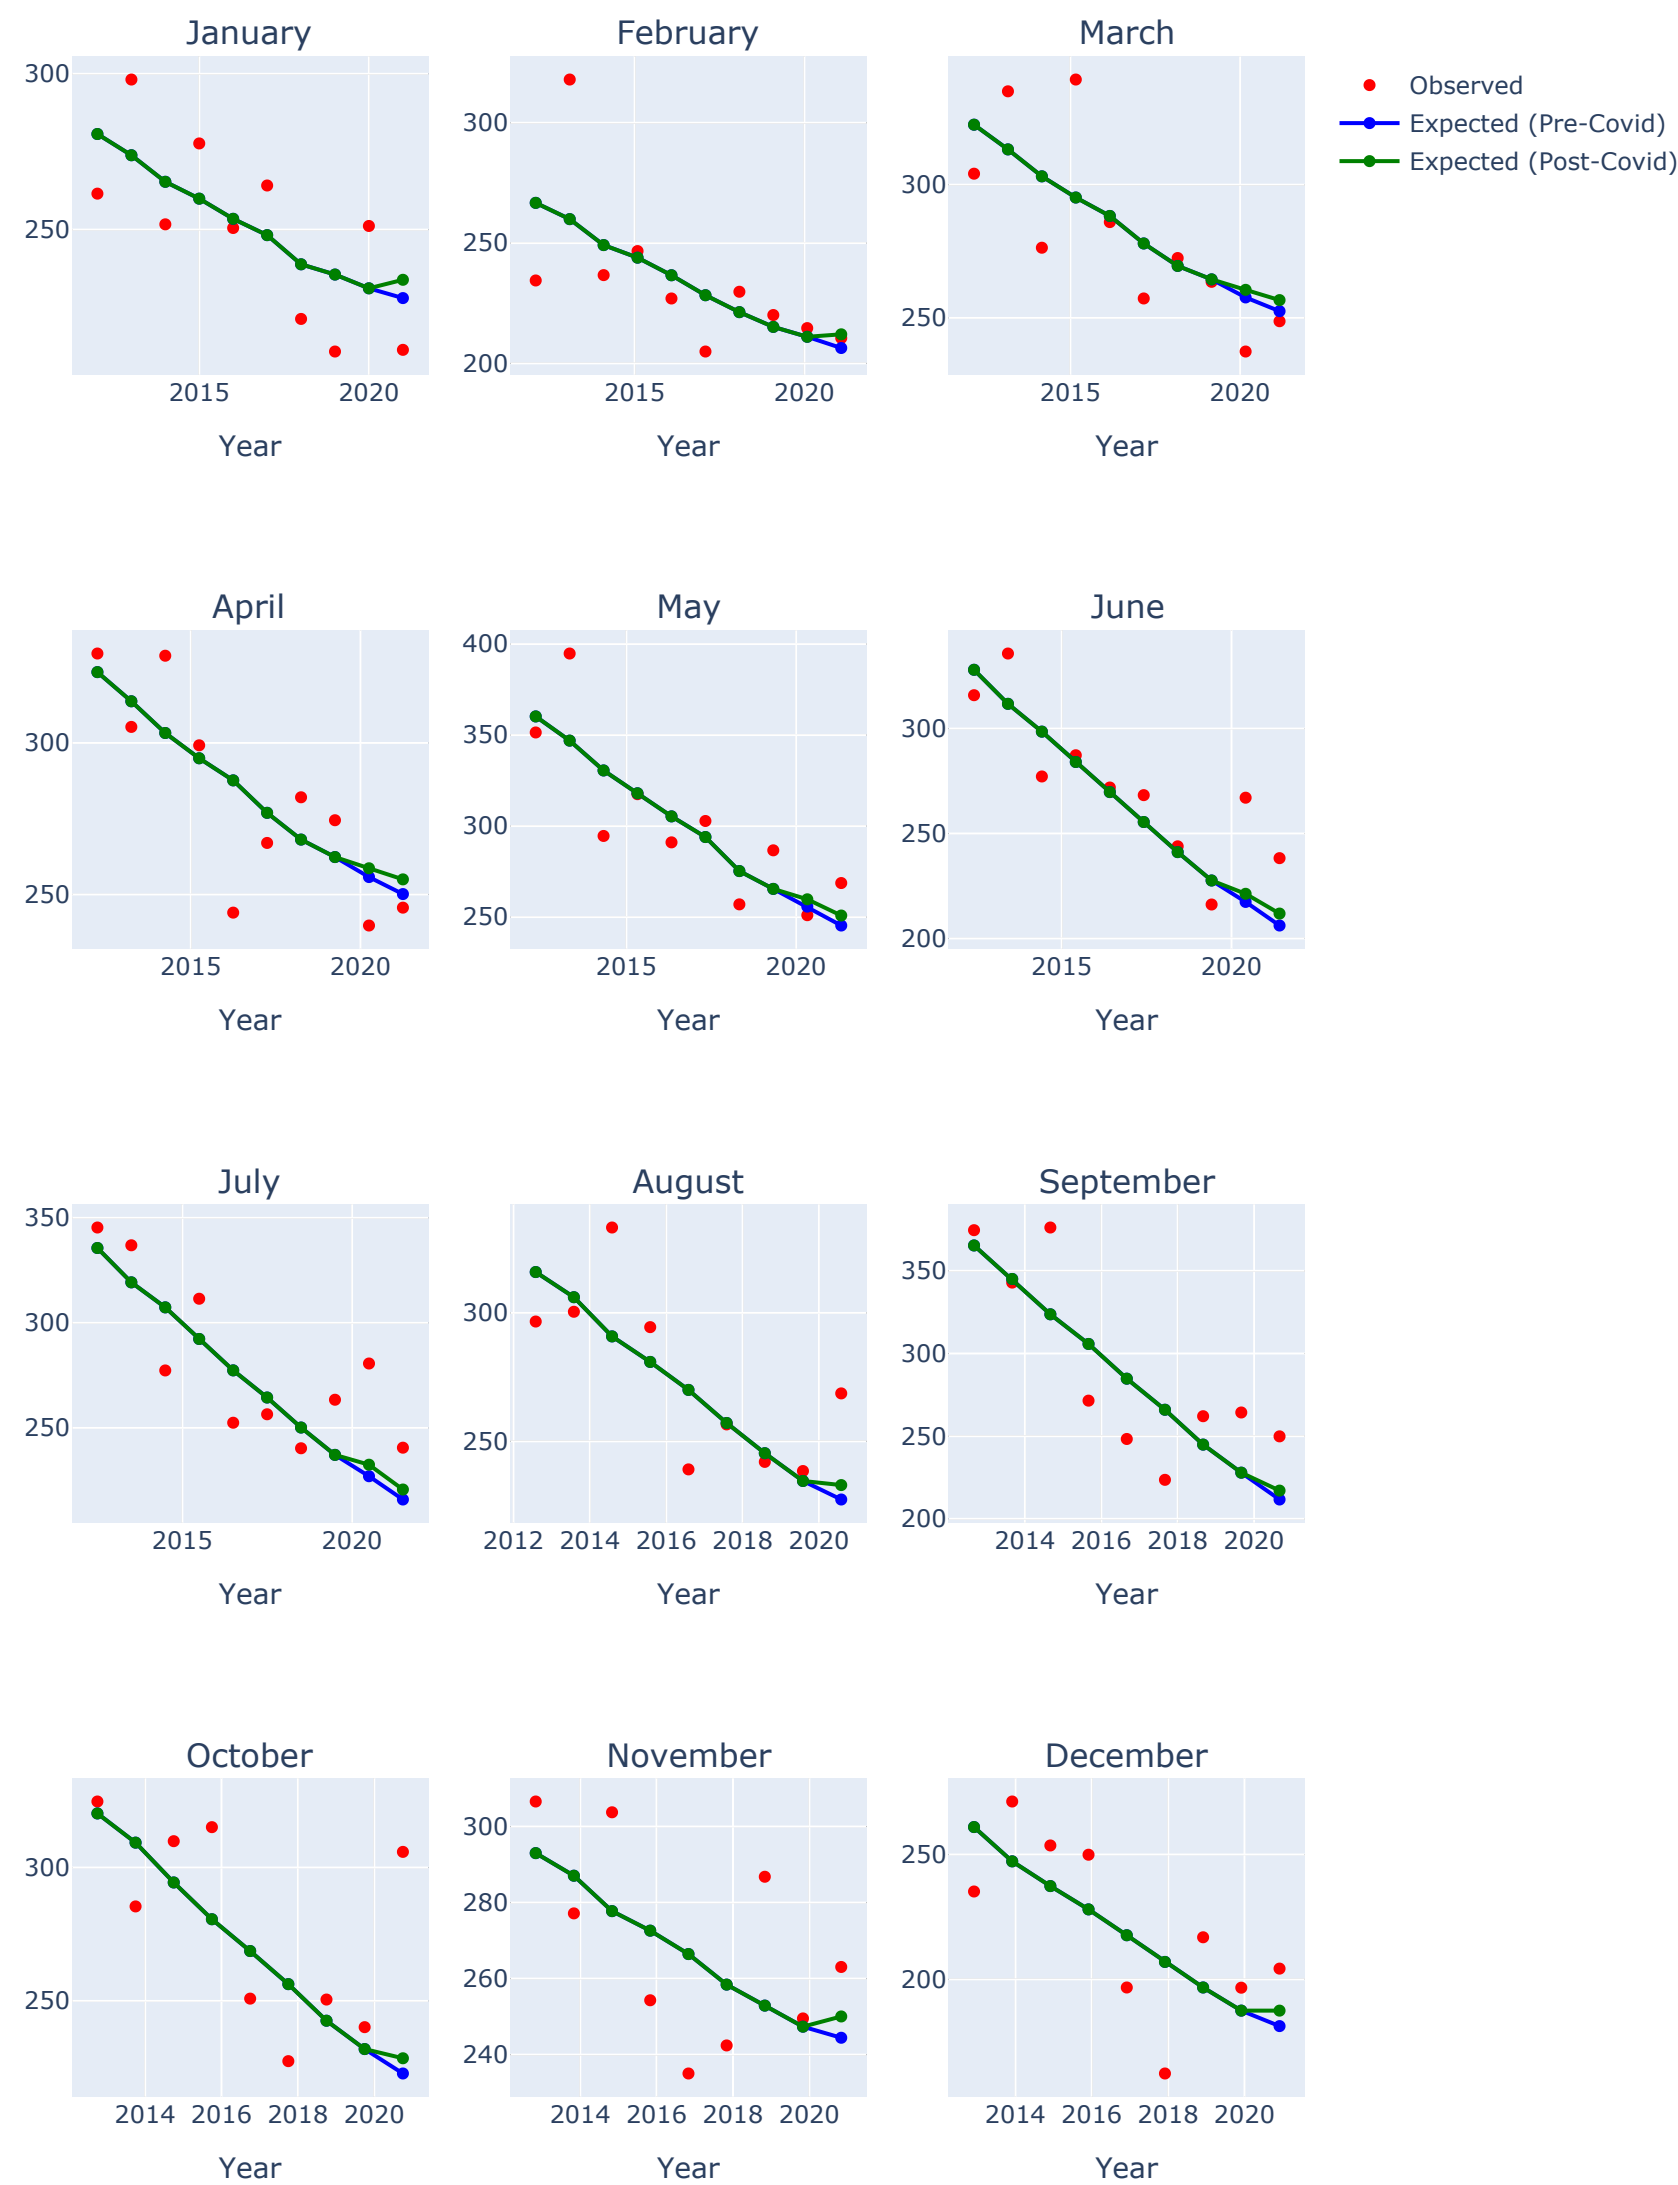 January
February
March
Observed
Expected (Pre-Covid)
Expected (Post-Covid)
300
250
2015
2020
Year
300
250
200
2015
2020
Year
300
250
2015
2020
Year
April
May
June
300
250
2015
2020
Year
400
350
300
250
2015
2020
Year
300
250
200
2015
2020
Year
July
August
September
350
300
250
2015
2020
Year
300
250
2012
2014
2016
2018
2020
Year
350
300
250
200
2014
2016
2018
2020
Year
October
November
December
300
250
2014
2016
2018
2020
Year
300
280
260
240
2014
2016
2018
2020
Year
250
200
2014
2016
2018
2020
Year